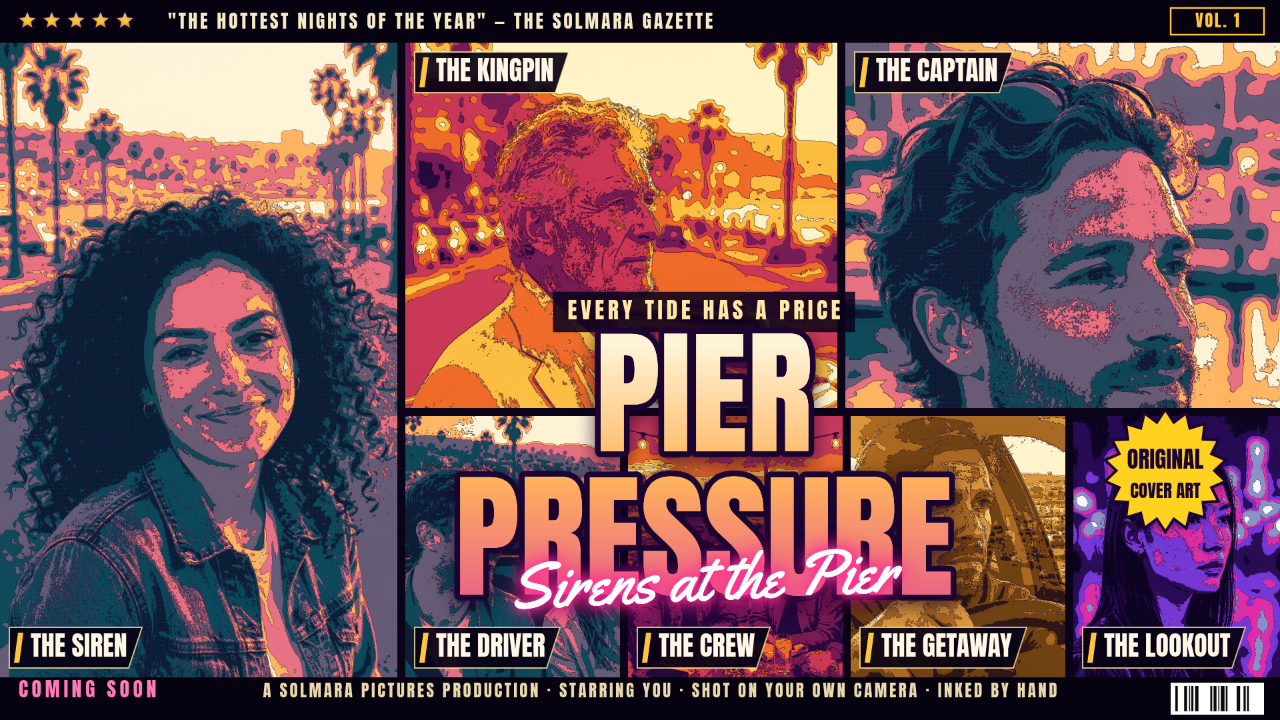 "THE HOTTEST NIGHTS OF THE YEAR" – THE SOLMARA GAZETTE
VOL. 1
THE KINGPIN
THE CAPTAIN
EVERY TIDE HAS A PRICE
PIER
PRESSURE
Sirens at the Pier
ORIGINAL
COVER ART
THE SIREN
THE DRIVER
THE CREW
THE GETAWAY
THE LOOKOUT
COMING SOON
A SOLMARA PICTURES PRODUCTION · STARRING YOU · SHOT ON YOUR OWN CAMERA · INKED BY HAND